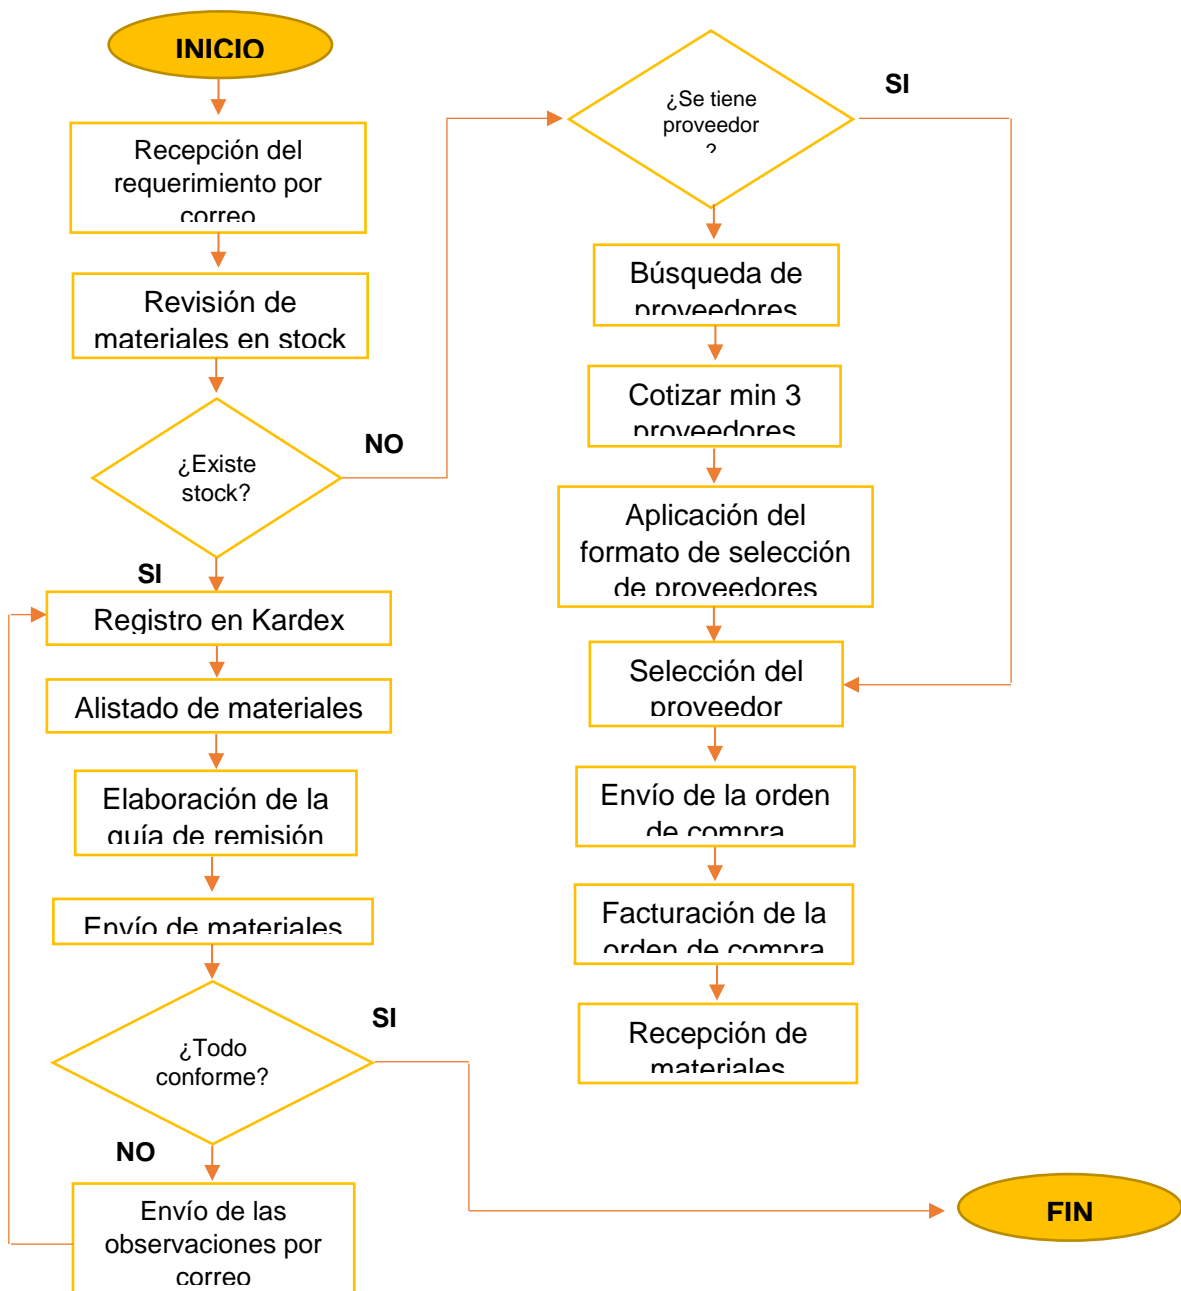 INICIO
Recepción del
requerimiento por
correo
Revisión de
materiales en stock
¿Existe
stock?
NO
SI
Registro en Kardex
Alistado de materiales
Elaboración de la
guía de remisión
Envío de materiales
¿Todo
conforme?
SI
NO
Envío de las
observaciones por
correo
¿Se tiene
proveedor
?
SI
Búsqueda de
proveedores
Cotizar min 3
proveedores
Aplicación del
formato de selección
de proveedores
Selección del
proveedor
Envío de la orden
de compra
Facturación de la
orden de compra
Recepción de
materiales
FIN